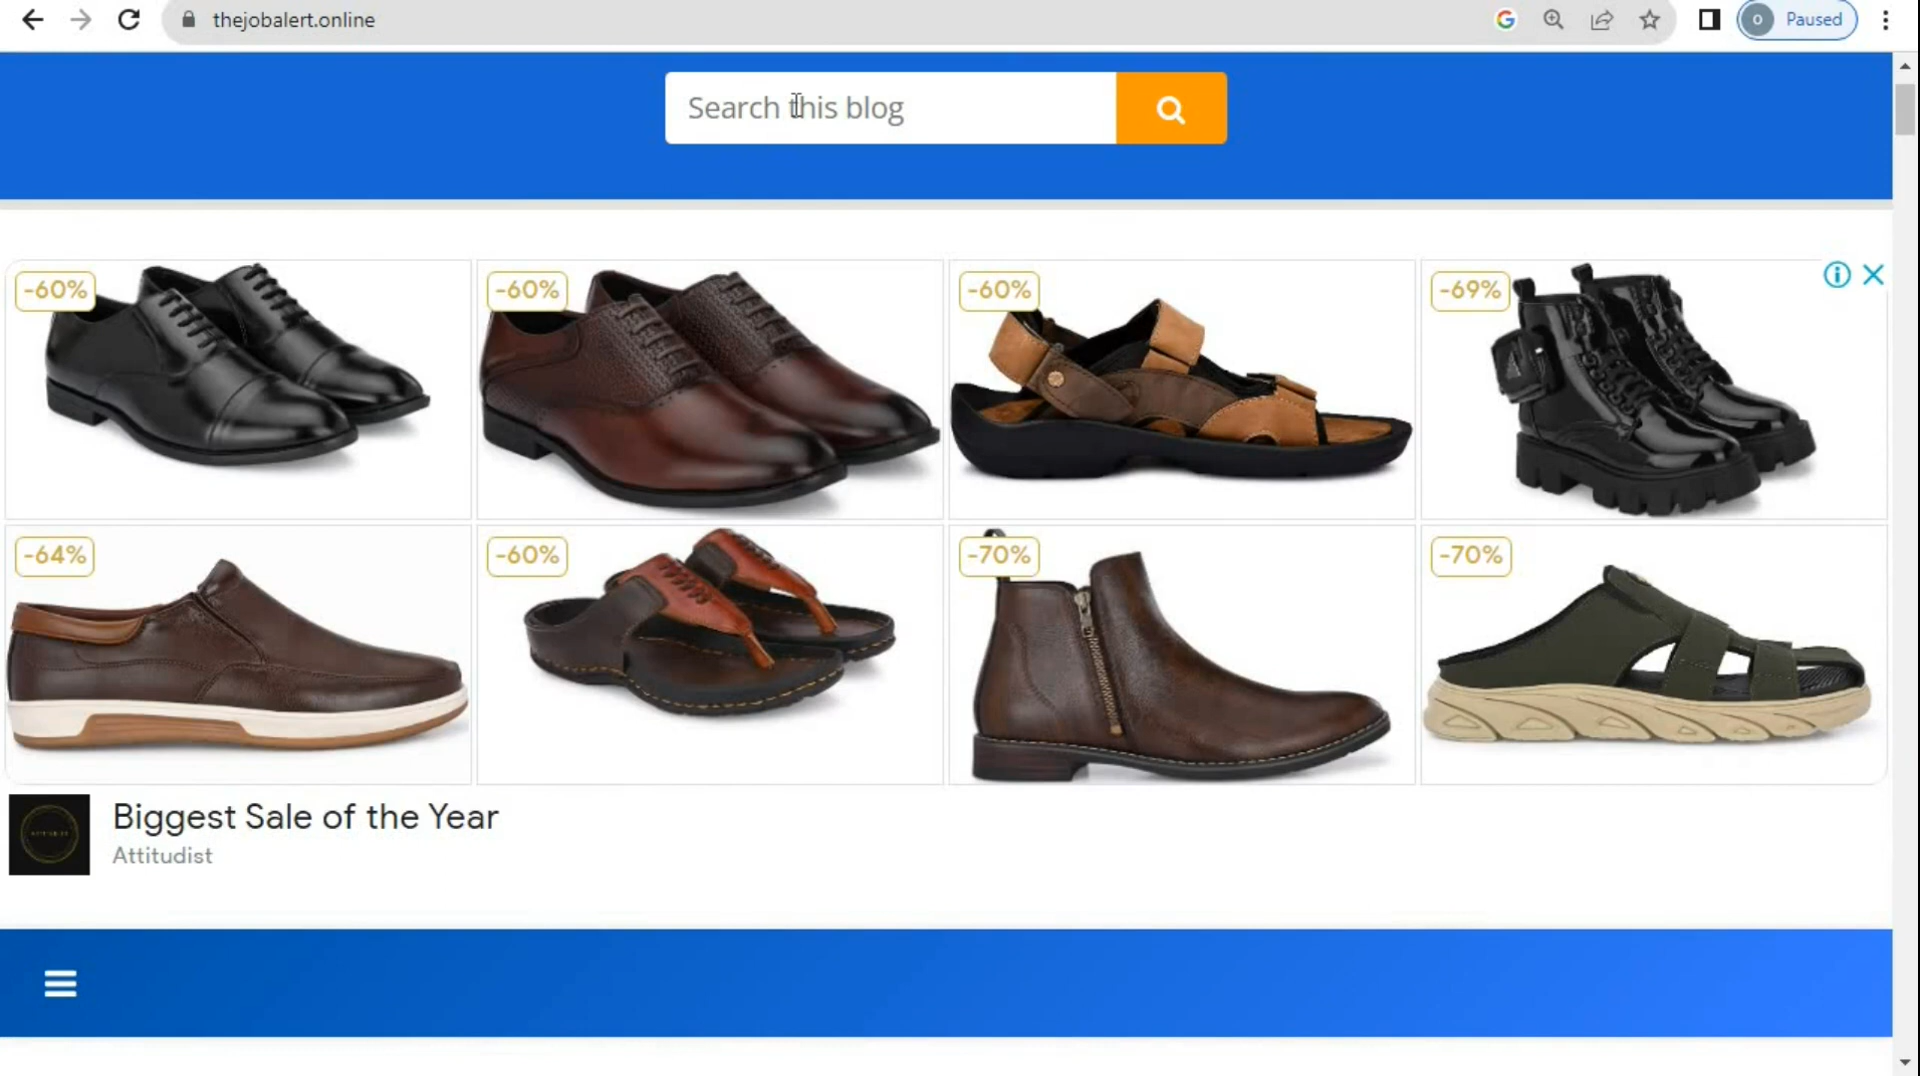 thejobalert.online
o Paused
Search this blog
-60% -60% -60% -69%
-64% -60% -70% -70%
Biggest Sale of the Year
Attitudist